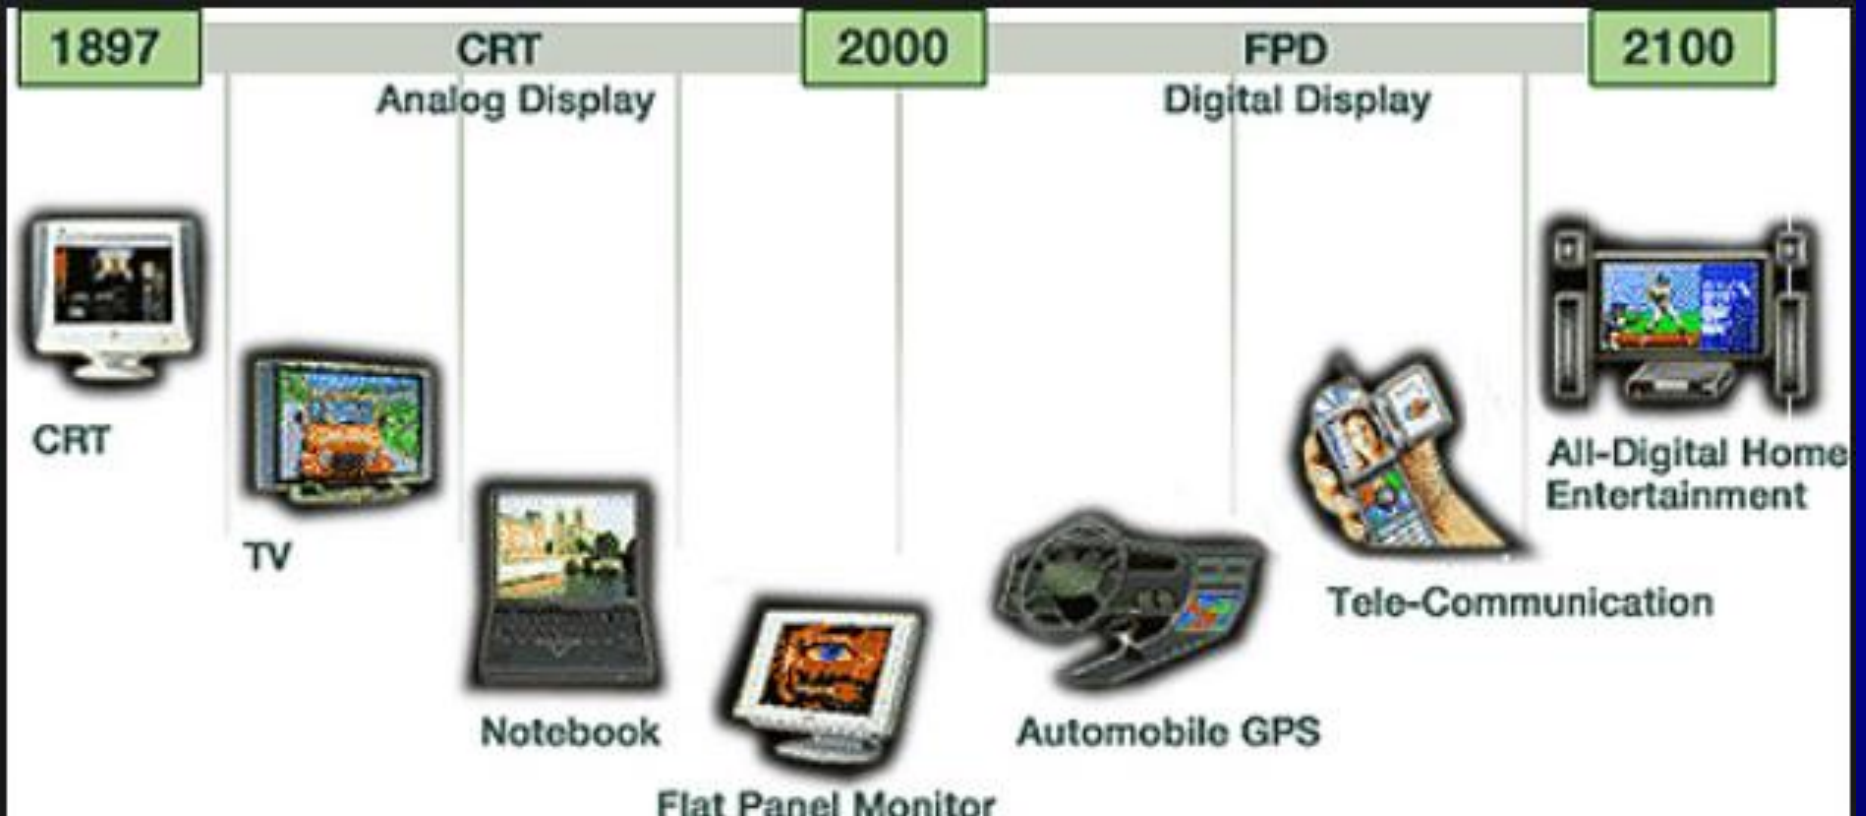 1897
CRT
2000
FPD
2100
Analog Display
Digital Display
CRT
TV
Notebook
Flat Panel Monitor
Automobile GPS
Tele-Communication
All-Digital Home
Entertainment